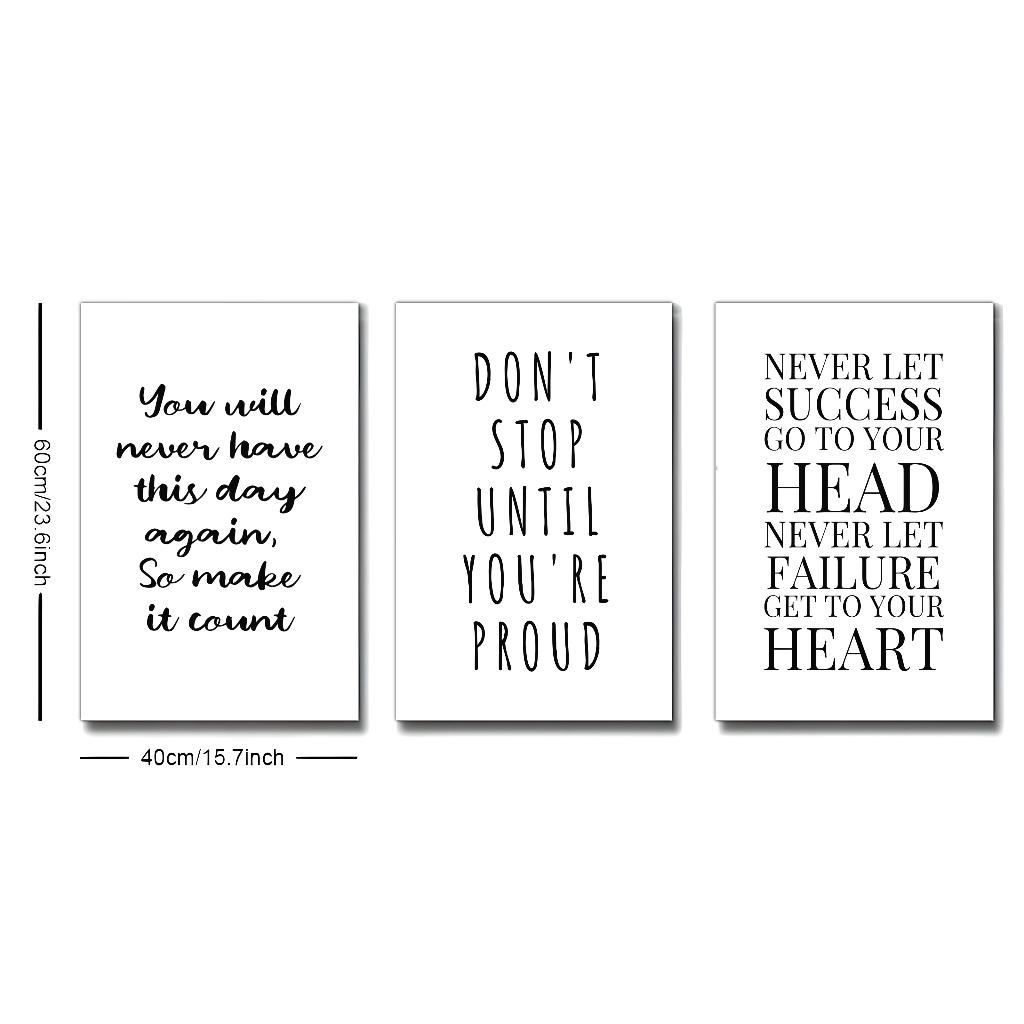 60cm/23.6inch
You will
never have
this day
again,
So make
it count
DON'T
STOP
UNTIL
YOU'RE
PROUD
NEVER LET
SUCCESS
GO TO YOUR
HEAD
NEVER LET
FAILURE
GET TO YOUR
HEART
40cm/15.7inch